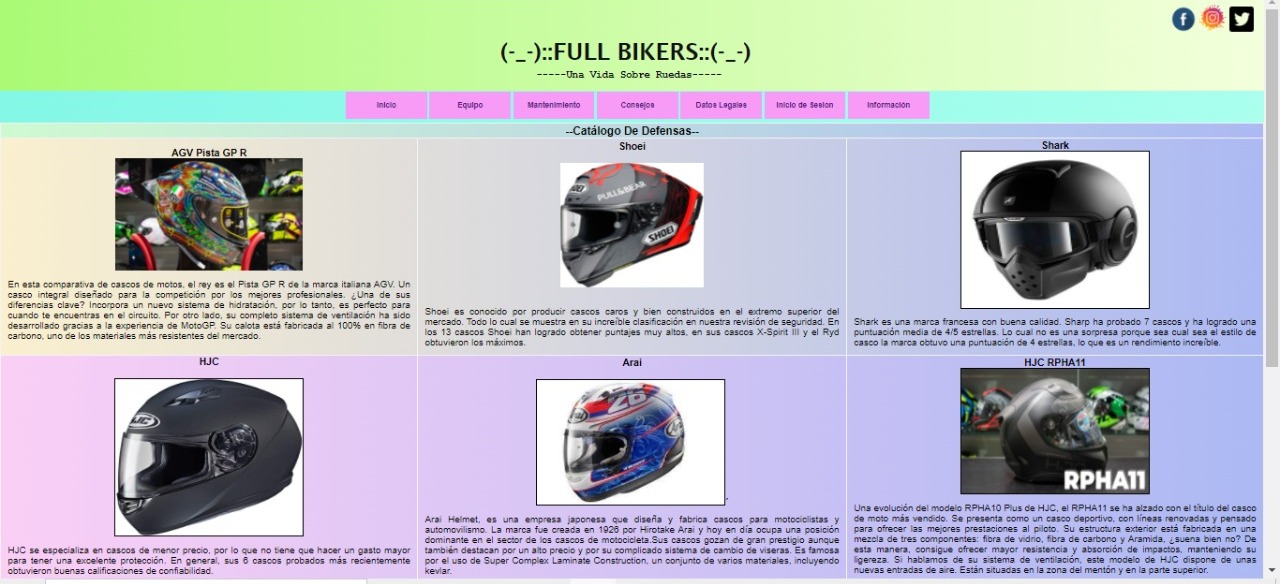 (-_-)::FULL BIKERS::(-_-)
-----Una Vida Sobre Ruedas-----
Inicio
Equipo
Mantenimiento
Consejos
Datos Legales
Inicio de Sesion
Información
--Catálogo De Defensas--
AGV Pista GP R
En esta comparativa de cascos de motos, el rey es el Pista GP R de la marca italiana AGV. Un
casco integral diseñado para la competición por los mejores profesionales. ¿Una de sus
diferencias clave? Incorpora un nuevo sistema de hidratación, por lo tanto, es perfecto para
cuando te encuentras en el circuito. Por otro lado, su completo sistema de ventilación ha sido
desarrollado gracias a la experiencia de MotoGP. Su calota está fabricada al 100% en fibra de
carbono, uno de los materiales más resistentes del mercado.
Shoei
PULL&BEAR
SHOEI
Shoei es conocido por producir cascos caros y bien construidos en el extremo superior del
mercado. Todo lo cual se muestra en su increíble clasificación en nuestra revisión de seguridad. En
los 13 cascos Shoei han logrado obtener puntajes muy altos, en sus cascos X-Spirit III y el Ryd
obtuvieron los máximos.
Shark
Shark es una marca francesa con buena calidad. Sharp ha probado 7 cascos y ha logrado una
puntuación media de 4/5 estrellas. Lo cual no es una sorpresa porque sea cual sea el estilo de
casco la marca obtuvo una puntuación de 4 estrellas, lo que es un rendimiento increíble.
HJC
HJC
HJC se especializa en cascos de menor precio, por lo que no tiene que hacer un gasto mayor
para tener una excelente protección. En general, sus 6 cascos probados más recientemente
obtuvieron buenas calificaciones de confiabilidad.
Arai
26
Arai
Arai Helmet, es una empresa japonesa que diseña y fabrica cascos para motociclistas y
automovilismo. La marca fue creada en 1926 por Hirotake Arai y hoy en día ocupa una posición
dominante en el sector de los cascos de motocicleta.Sus cascos gozan de gran prestigio aunque
también destacan por un alto precio y por su complicado sistema de cambio de viseras. Es famosa
por el uso de Super Complex Laminate Construction, un conjunto de varios materiales, incluyendo
kevlar.
HJC RPHA11
RPHA11
Una evolución del modelo RPHA10 Plus de HJC, el RPHA11 se ha alzado con el título del casco
de moto más vendido. Se presenta como un casco deportivo, con líneas renovadas y pensado
para ofrecer las mejores prestaciones al piloto. Su estructura exterior está fabricada en una
mezcla de tres componentes: fibra de vidrio, fibra de carbono y Aramida, ¿suena bien no? De
esta manera, consigue ofrecer mayor resistencia y absorción de impactos, manteniendo su
ligereza. Si hablamos de su sistema de ventilación, este modelo de HJC dispone de unas
nuevas entradas de aire. Están situadas en la zona del mentón y en la parte superior.